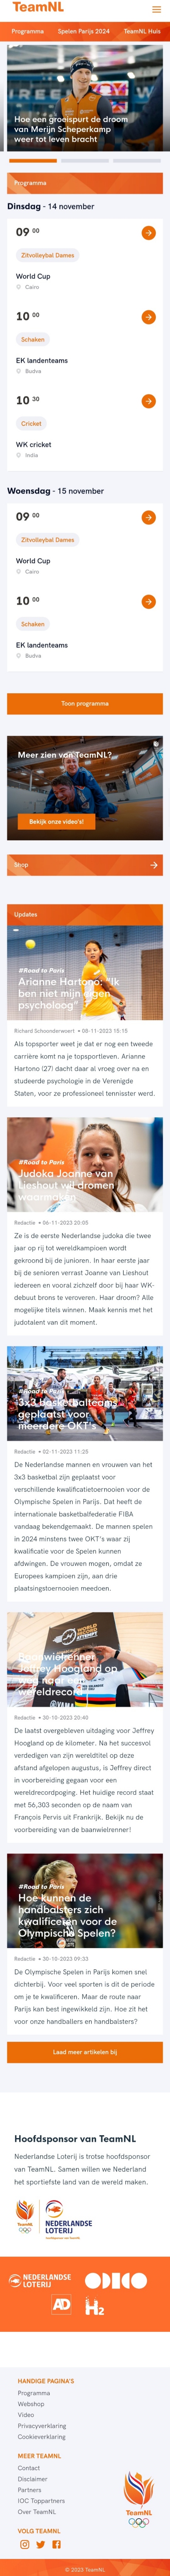 TeamNL
Programma Spelen Parijs 2024 TeamNL Huis
Hoe een groeispurt de droom
van Merijn Scheperkamp
weer tot leven bracht
Programma
Dinsdag - 14 november
09 00
Zitvolleybal Dames
World Cup
Cairo
10 00
Schaken
EK landenteams
Budva
10 30
Cricket
WK cricket
India
Woensdag - 15 november
09 00
Zitvolleybal Dames
World Cup
Cairo
10 00
Schaken
EK landenteams
Budva
Toon programma
Meer zien van TeamNL?
Bekijk onze video's!
Shop
Updates
#Road to Paris
Arianne Hartono: "Ik
ben niet mijn eigen
psycholoog"
Richard Schoonderwoert • 08-11-2023 15:15
Als topsporter weet je dat er nog een tweede
carrière komt na je topsportleven. Arianne
Hartono (27) dacht daar al vroeg over na en
studeerde psychologie in de Verenigde
Staten, voor ze professioneel tennisster werd.
#Road to Paris
Judoka Joanne van
Lieshout wil dromen
waarmaken
Redactie • 06-11-2023 20:05
Ze is de eerste Nederlandse judoka die twee
jaar op rij tot wereldkampioen wordt
gekroond bij de junioren. In haar eerste jaar
bij de senioren verrast Joanne van Lieshout
iedereen en vooral zichzelf door bij haar WK-
debuut brons te veroveren. Haar droom? Alle
mogelijke titels winnen. Maak kennis met het
judotalent van dit moment.
#Road to Paris
3x3 basketbalteams
geplaatst voor
meerdere OKT's
Redactie • 02-11-2023 11:25
De Nederlandse mannen en vrouwen van het
3x3 basketbal zijn geplaatst voor
verschillende kwalificatietoernooien voor de
Olympische Spelen in Parijs. Dat heeft de
internationale basketbalfederatie FIBA
vandaag bekendgemaakt. De mannen spelen
in 2024 minstens twee OKT's waar zij
kwalificatie voor de Spelen kunnen
afdwingen. De vrouwen mogen, omdat ze
Europees kampioen zijn, aan drie
plaatsingstoernooien meedoen.
Baanwielrenner
Jeffrey Hoogland op
wereldrecord
Redactie • 30-10-2023 20:40
De laatst overgebleven uitdaging voor Jeffrey
Hoogland op de kilometer. Na het succesvol
verdedigen van zijn wereldtitel op deze
afstand afgelopen augustus, is Jeffrey direct
in voorbereiding gegaan voor een
wereldrecordpoging. Het huidige record staat
met 56,303 seconden op de naam van
François Pervis uit Frankrijk. Bekijk nu de
voorbereiding van de baanwielrenner!
#Road to Paris
Hoe kunnen de
handbalsters zich
kwalificeren voor de
Olympische Spelen?
Redactie • 30-10-2023 09:33
De Olympische Spelen in Parijs komen snel
dichterbij. Voor veel sporten is dit de periode
om je te kwalificeren. Maar de route naar
Parijs kan best ingewikkeld zijn. Hoe zit het
voor onze handballers en handbalsters?
Laad meer artikelen bij
Hoofdsponsor van TeamNL
Nederlandse Loterij is trotse hoofdsponsor
van TeamNL. Samen willen we Nederland
het sportiefste land van de wereld maken.
NEDERLANDSE
LOTERIJ
NEDERLANDSE
LOTERIJ
ODIDO
AD
H2
HANDIGE PAGINA'S
Programma
Webshop
Video
Privacyverklaring
Cookieverklaring
MEER TEAMNL
Contact
Disclaimer
Partners
IOC Toppartners
Over TeamNL
TeamNL
VOLG TEAMNL
© 2023 TeamNL